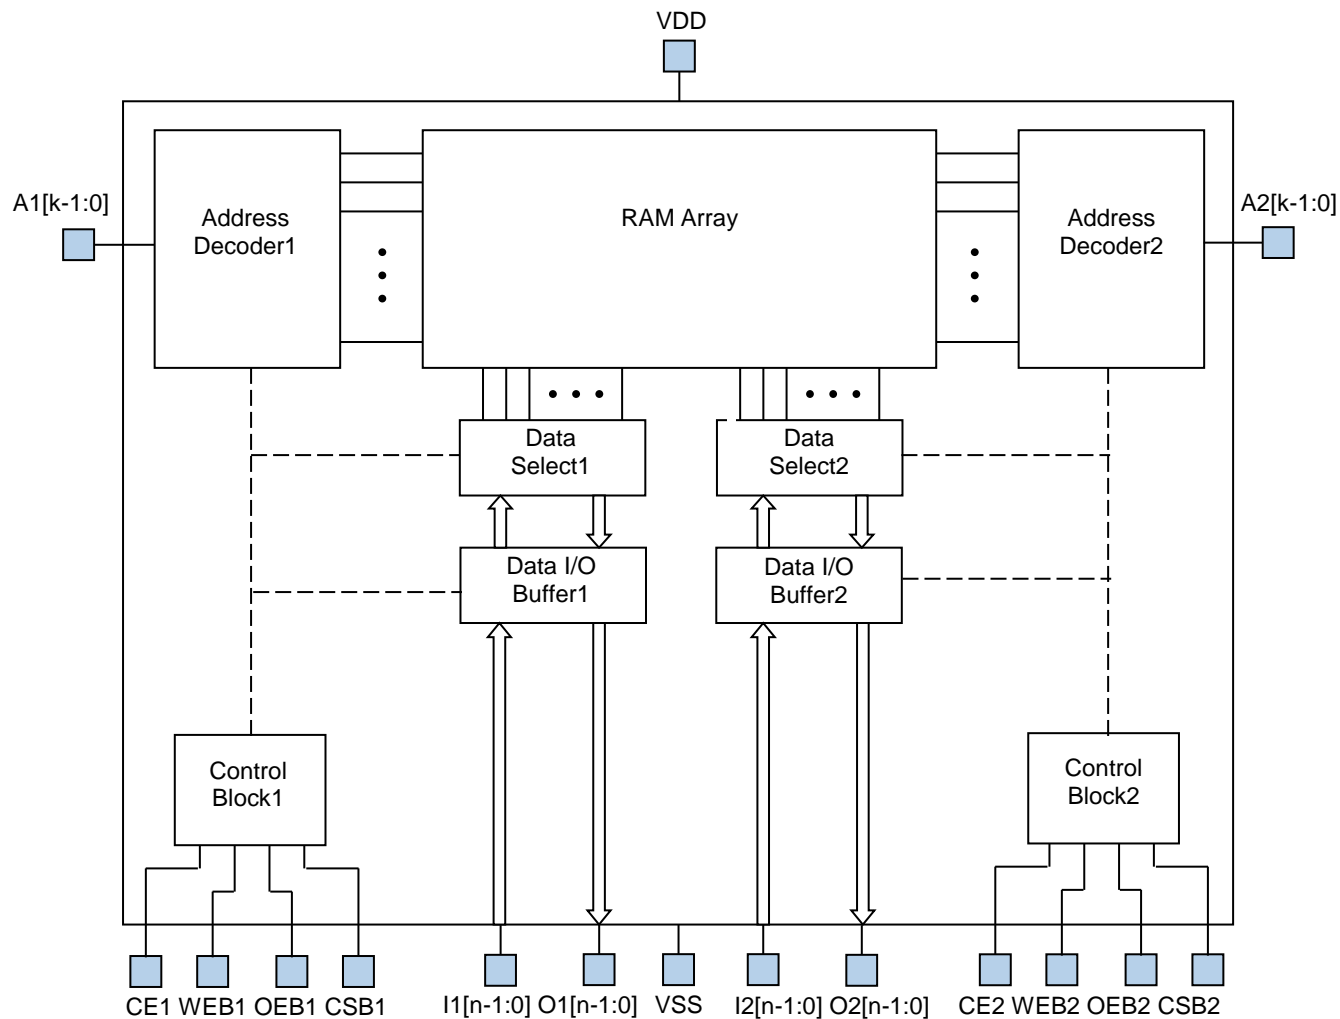 VDD
A1[k-1:0]
Address
Decoder1
RAM Array
Address
Decoder2
A2[k-1:0]
Data
Select1
Data
Select2
Data I/O
Buffer1
Data I/O
Buffer2
Control
Block1
Control
Block2
CE1 WEB1 OEB1 CSB1 I1[n-1:0] O1[n-1:0] VSS I2[n-1:0] O2[n-1:0] CE2 WEB2 OEB2 CSB2